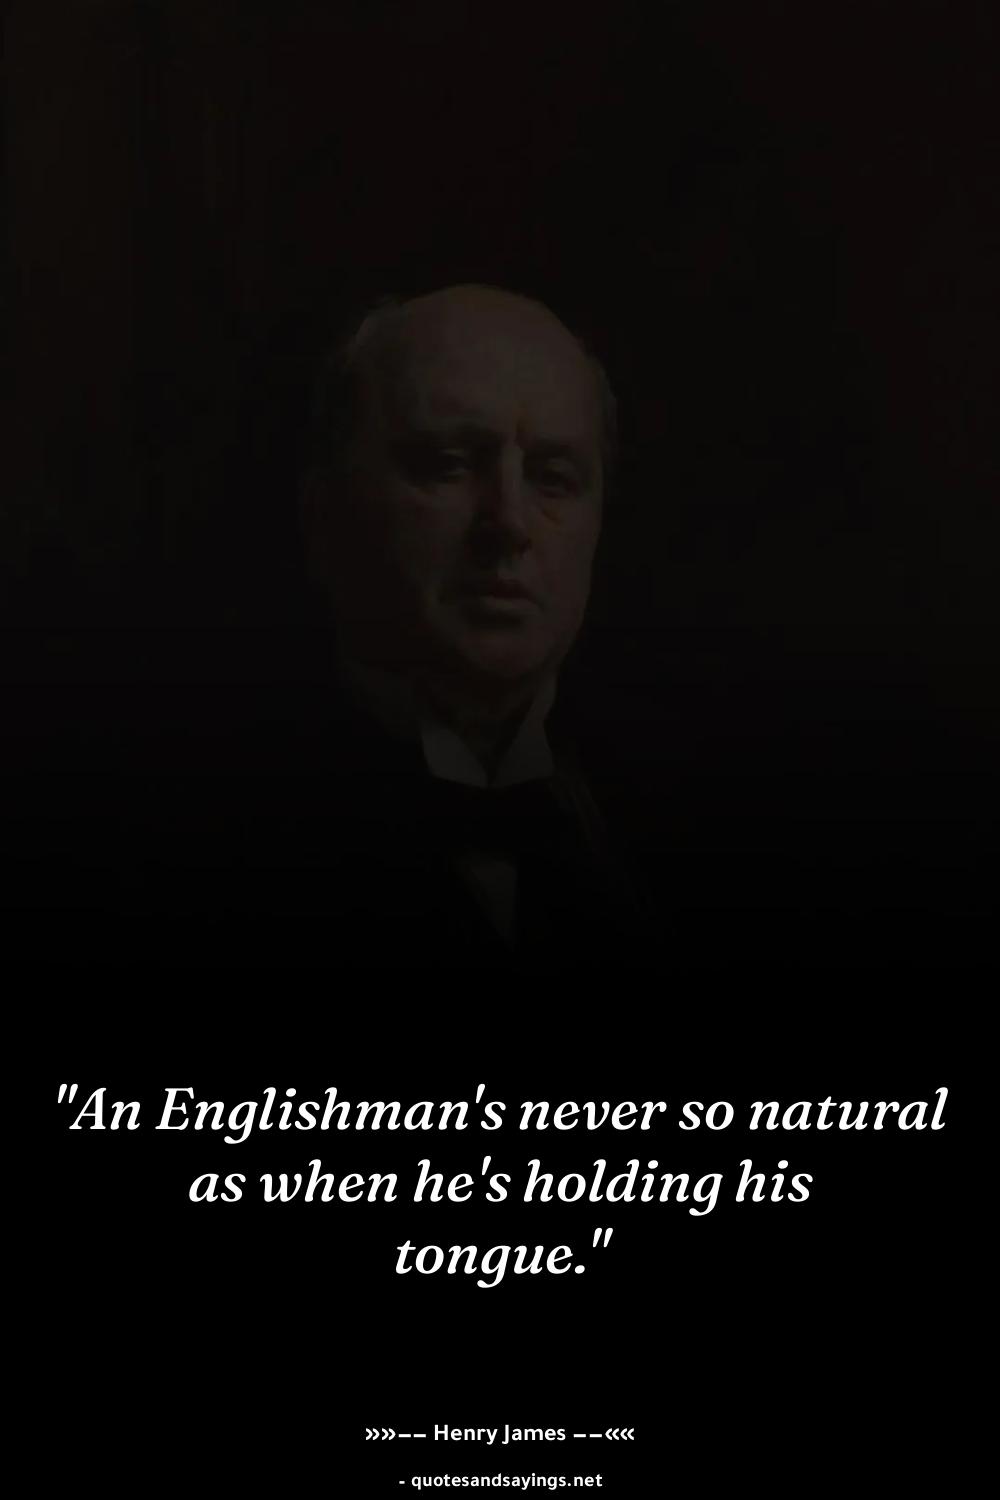 "An Englishman's never so natural
as when he's holding his
tongue."
»»−− Henry James −−««
- quotesandsayings.net